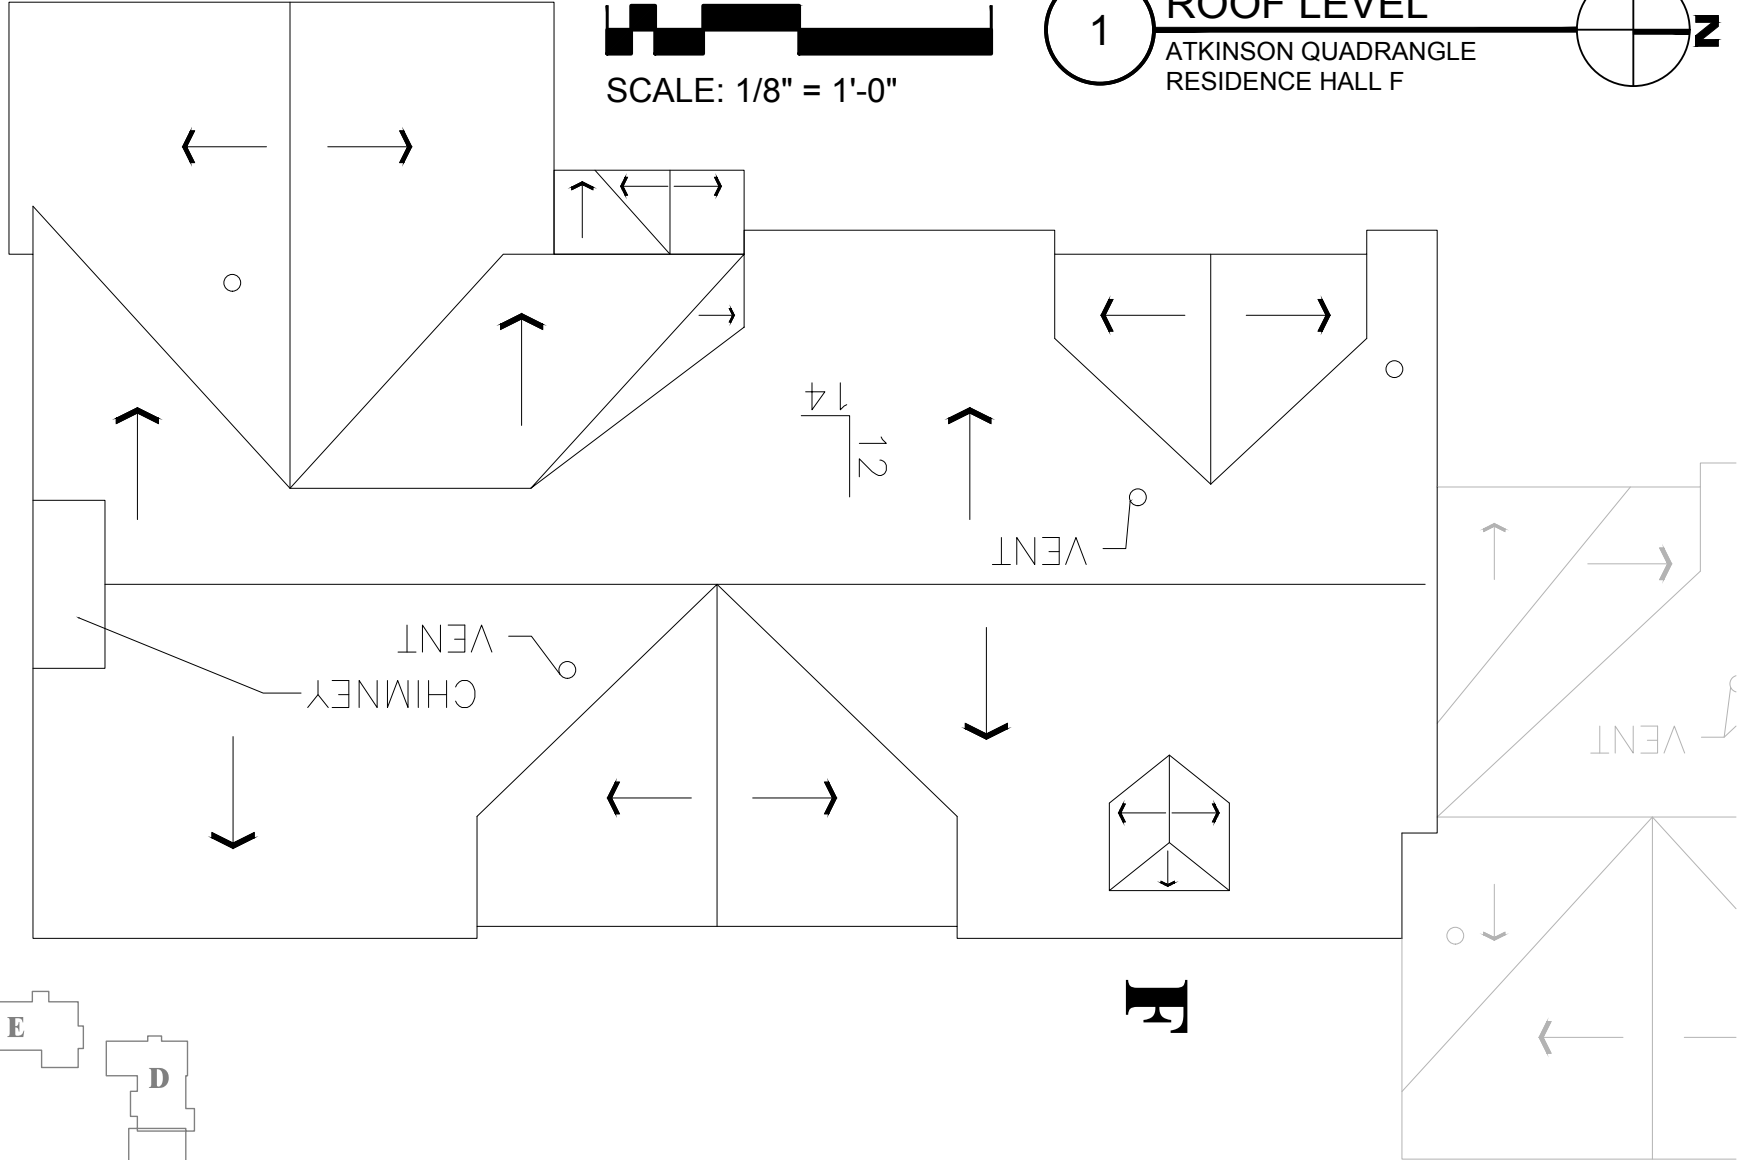 ROOF LEVEL
1
ATKINSON QUADRANGLE
RESIDENCE HALL F
N
SCALE: 1/8" = 1'-0"
14
12
VENT
VENT
CHIMNEY
VENT
F
E
D